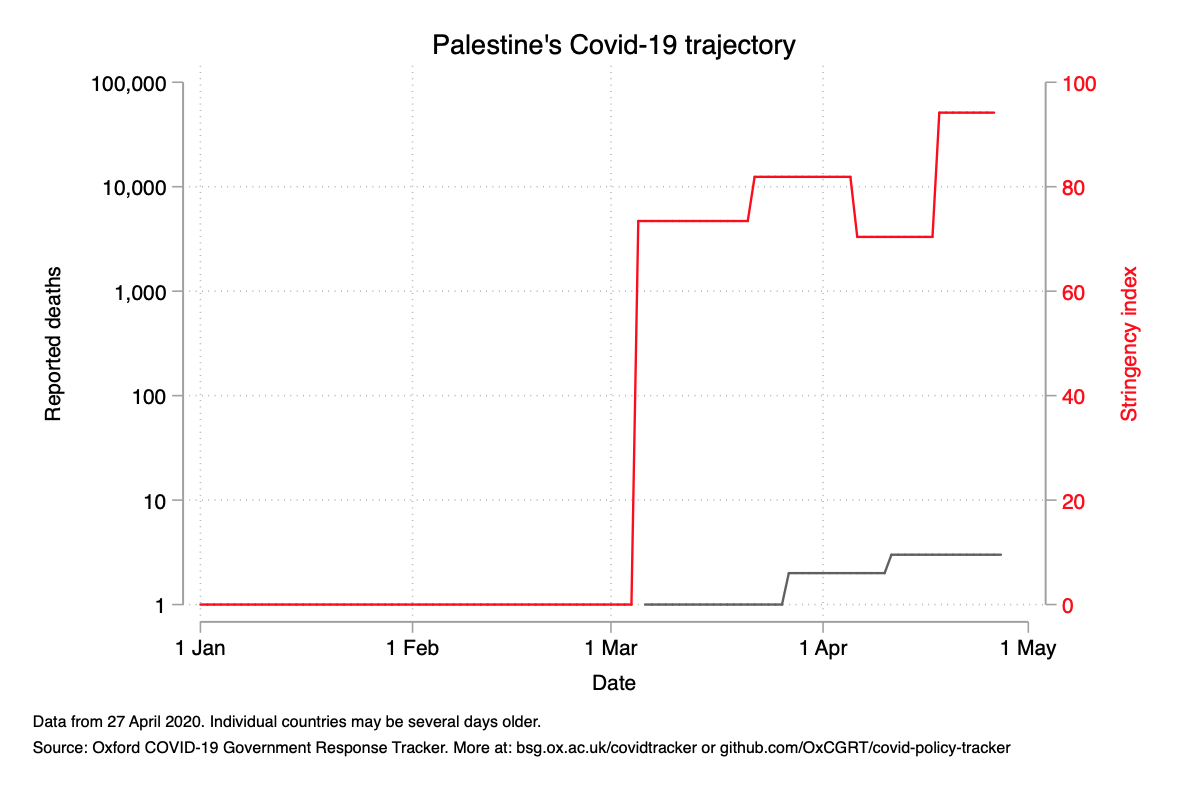 Palestine's Covid-19 trajectory
100,000
10,000
1,000
100
10
1
Reported deaths
100
80
60
40
20
0
Stringency index
1 Jan
1 Feb
1 Mar
1 Apr
1 May
Date
Data from 27 April 2020. Individual countries may be several days older.
Source: Oxford COVID-19 Government Response Tracker. More at: bsg.ox.ac.uk/covidtracker or github.com/OxCGRT/covid-policy-tracker